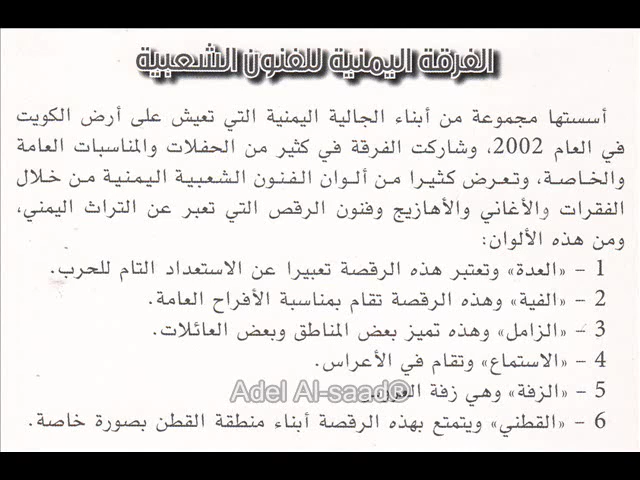 الفرقة اليمنية للفنون الشعبية
أسستها مجموعة من أبناء الجالية اليمنية التي تعيش على أرض الكويت
في العام 2002، وشاركت الفرقة في كثير من الحفلات والمناسبات العامة
والخاصة، وتعرض كثيرا من ألوان الفنون الشعبية اليمنية من خلال
الفقرات والأغاني والأهازيج وفنون الرقص التي تعبر عن التراث اليمني،
ومن هذه الألوان:
1 - «العدة» وتعتبر هذه الرقصة تعبيرا عن الاستعداد التام للحرب.
2 - «الفية» وهذه الرقصة تقام بمناسبة الأفراح العامة.
3 - «الزامل» وهذه تميز بعض المناطق وبعض العائلات.
4 - «الاستماع» وتقام في الأعراس.
5 - «الزفة» وهي زفة
Adel Al-saad®
6 - «القطني» ويتمتع بهذه الرقصة أبناء منطقة القطن بصورة خاصة.